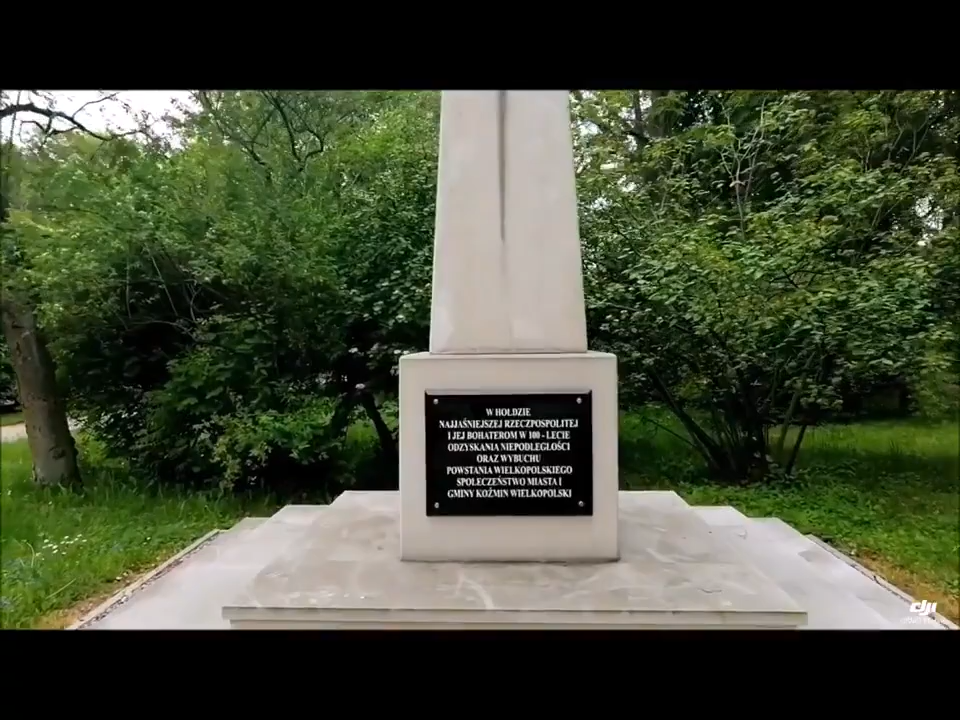 W HOŁDZIE
NAJJAŚNIEJSZEJ RZECZPOSPOLITEJ
I JEJ BOHATEROM W 100-LECIE
ODZYSKANIA NIEPODLEGŁOŚCI
ORAZ WYBUCHU
POWSTANIA WIELKOPOLSKIEGO
SPOŁECZEŃSTWO MIASTA I
GMINY KOŹMIN WIELKOPOLSKI
dji